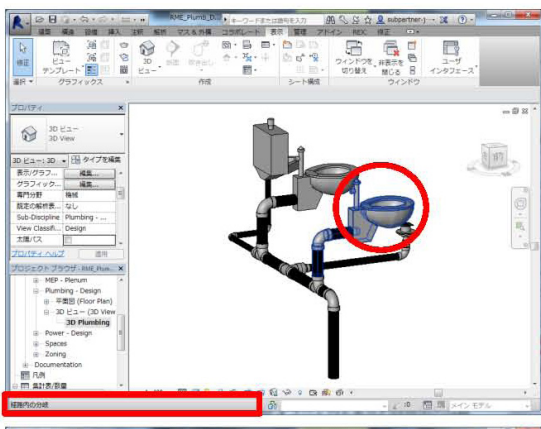 RME_Plumb_D...
キーワードまたは語句を入力
subpartner-j...
建築 構造 設備 挿入 注釈 解析 マス & 外構 コラボレート 表示 管理 アドイン REX 修正
修正
ビュー
テンプレート
3D
ビュー
ウィンドウを
切り替え
非表示を
閉じる
ユーザ
インタフェース
選択 グラフィックス 作成 シート構成 ウィンドウ
プロパティ
3D ビュー
3D View
3D ビュー: 3D タイプを編集
表示/グラフ... 編集...
グラフィック... 編集...
専門分野 機械
既定の解析表... なし
Sub-Discipline Plumbing - ...
View Classifi... Design
太陽パス
プロパティ ヘルプ 適用
プロジェクト ブラウザ - RME_Plum...
MEP - Plenum
Plumbing - Design
平面図 (Floor Plan)
3D ビュー (3D View
3D Plumbing
Power - Design
Spaces
Zoning
Documentation
凡例
集計表/数量
経路内の分岐
メイン モデル